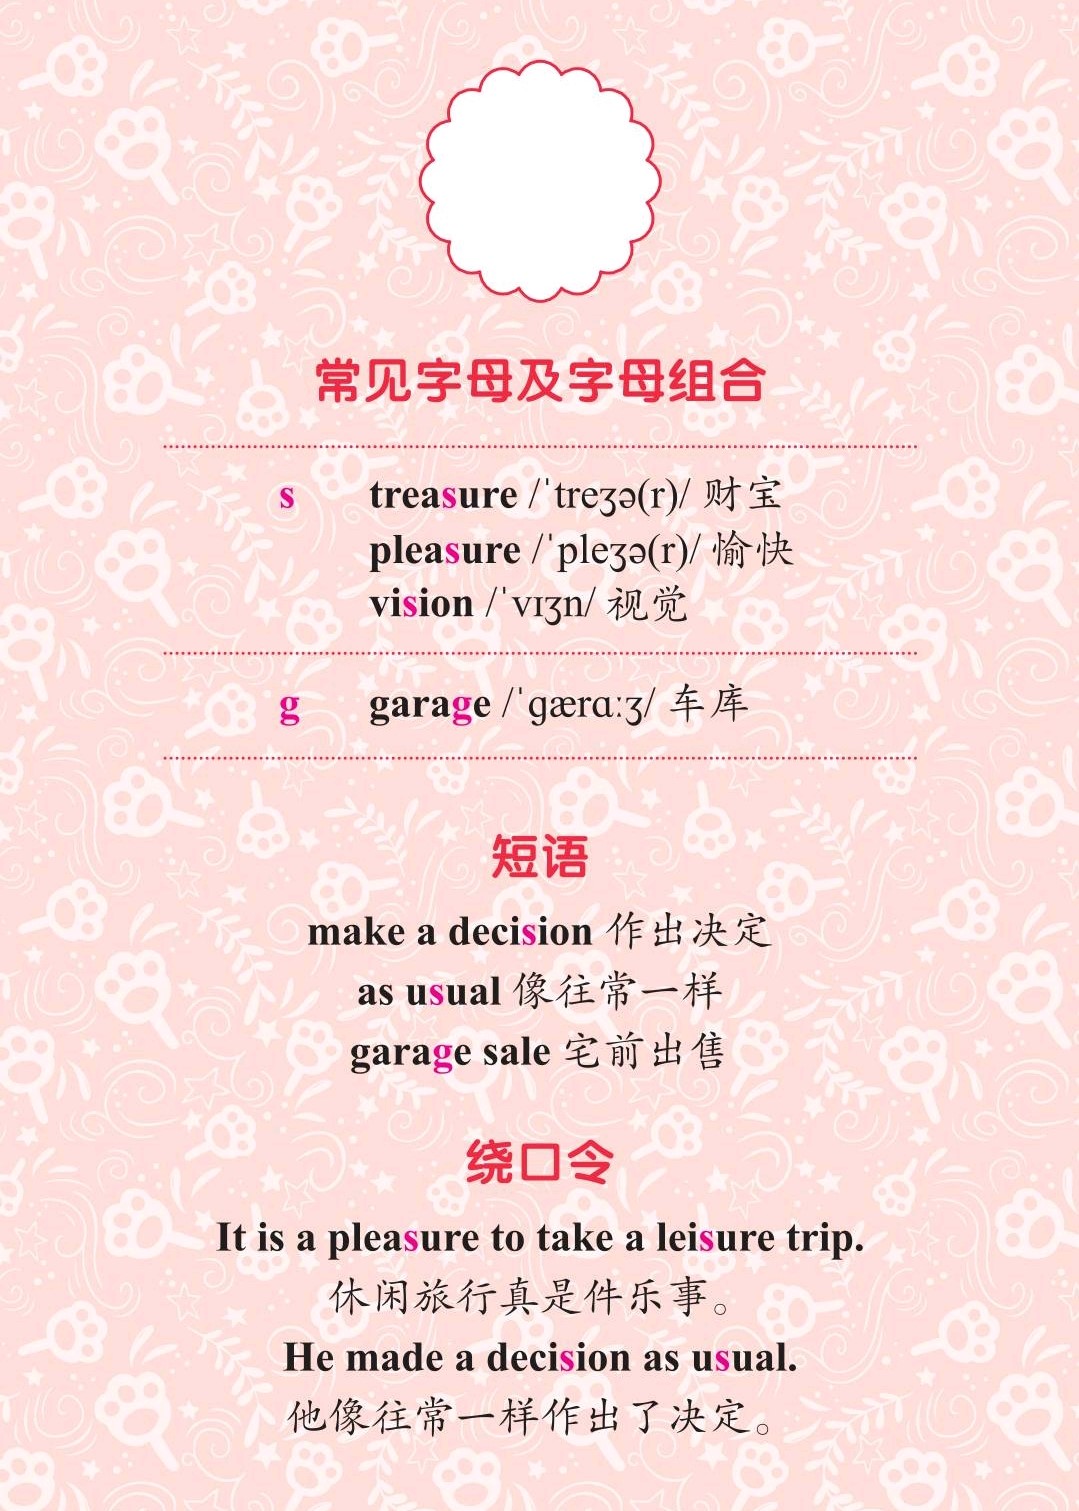 常见字母及字母组合
s treasure /ˈtreʒə(r)/ 财宝
pleasure /ˈpleʒə(r)/ 愉快
vision /ˈvɪʒn/ 视觉
g garage /ˈɡærɑːʒ/ 车库
短语
make a decision 作出决定
as usual 像往常一样
garage sale 宅前出售
绕口令
It is a pleasure to take a leisure trip.
休闲旅行真是件乐事。
He made a decision as usual.
他像往常一样作出了决定。